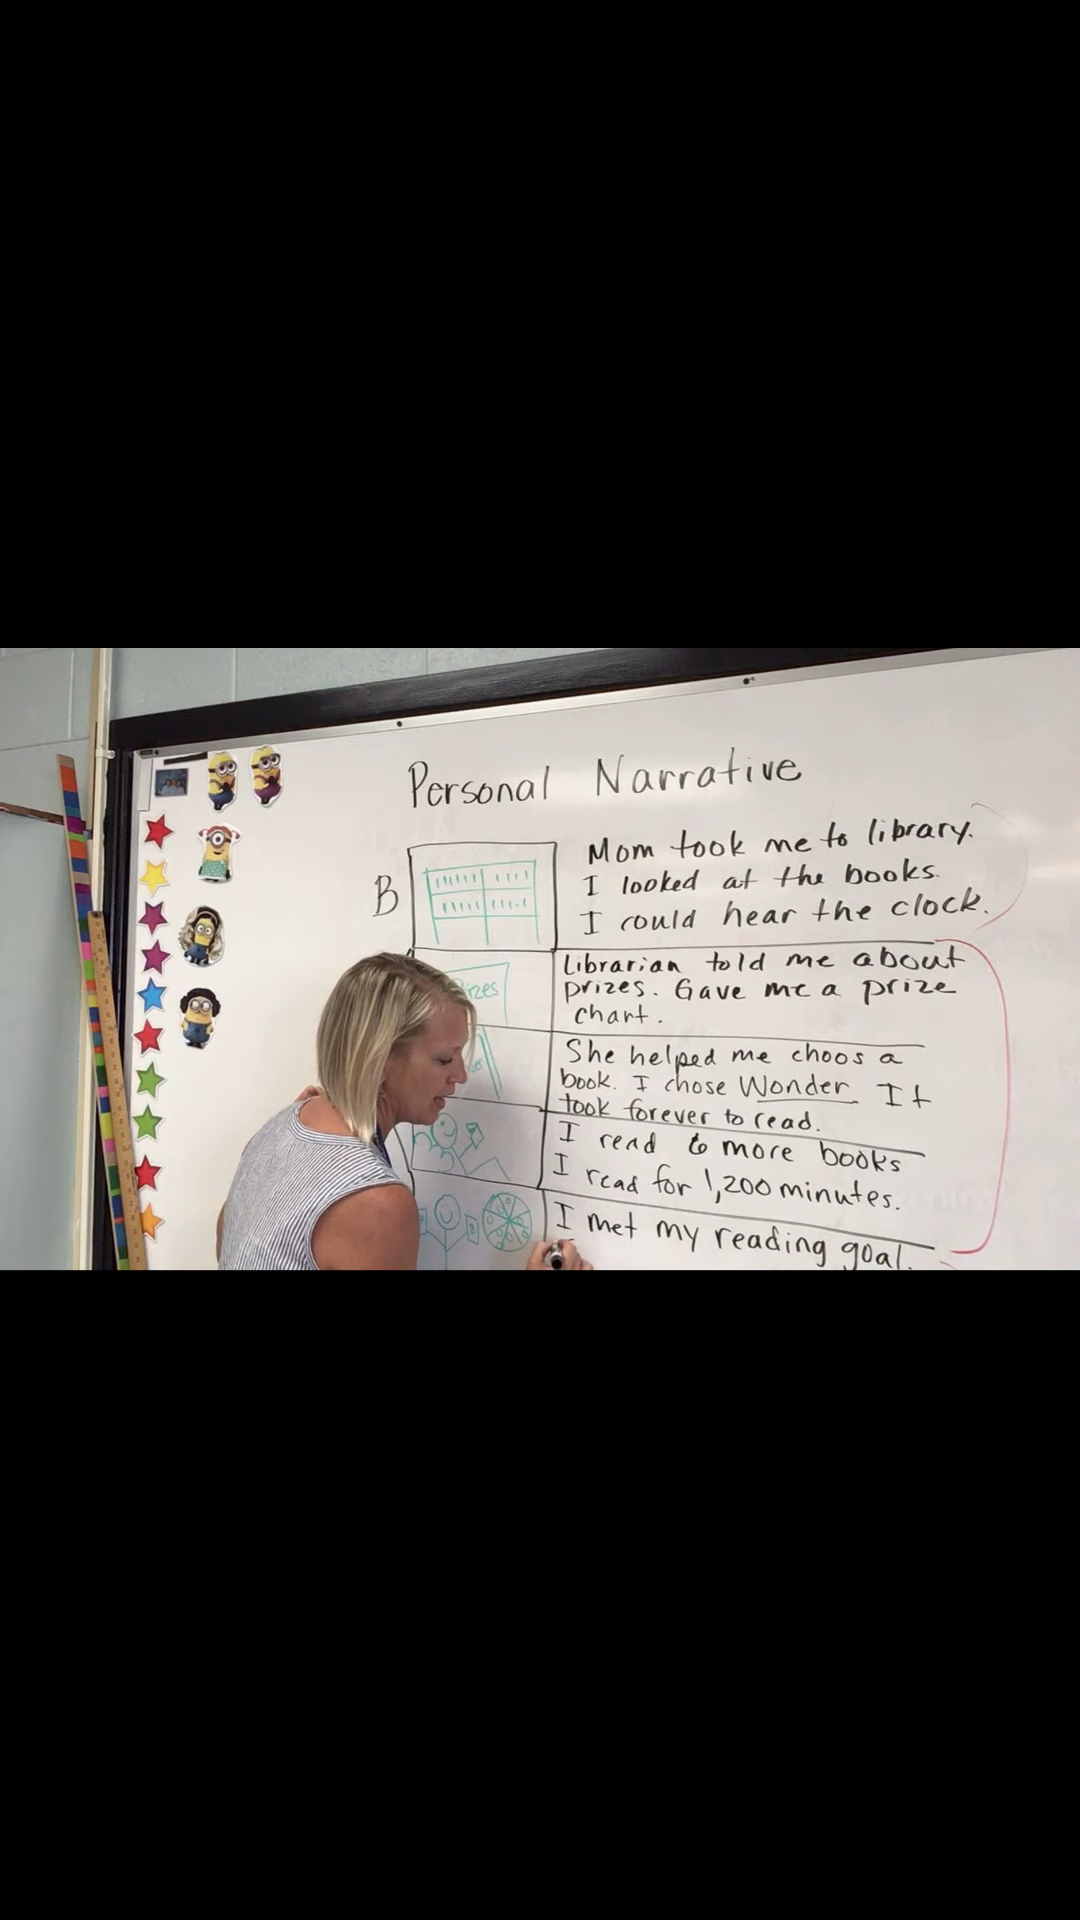 Personal Narrative
B
Mom took me to library.
I looked at the books.
I could hear the clock.
Librarian told me about
prizes. Gave me a prize
chart.
She helped me choos a
book. I chose Wonder. It
took forever to read.
I read 6 more books
I read for 1,200 minutes.
I met my reading goal.